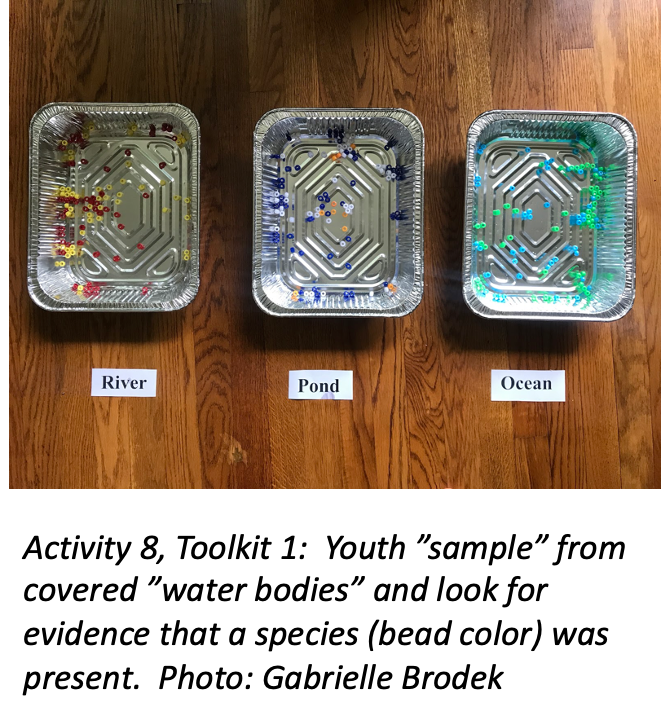 River
Pond
Ocean
Activity 8, Toolkit 1:  Youth ”sample” from
covered ”water bodies” and look for
evidence that a species (bead color) was
present.  Photo: Gabrielle Brodek